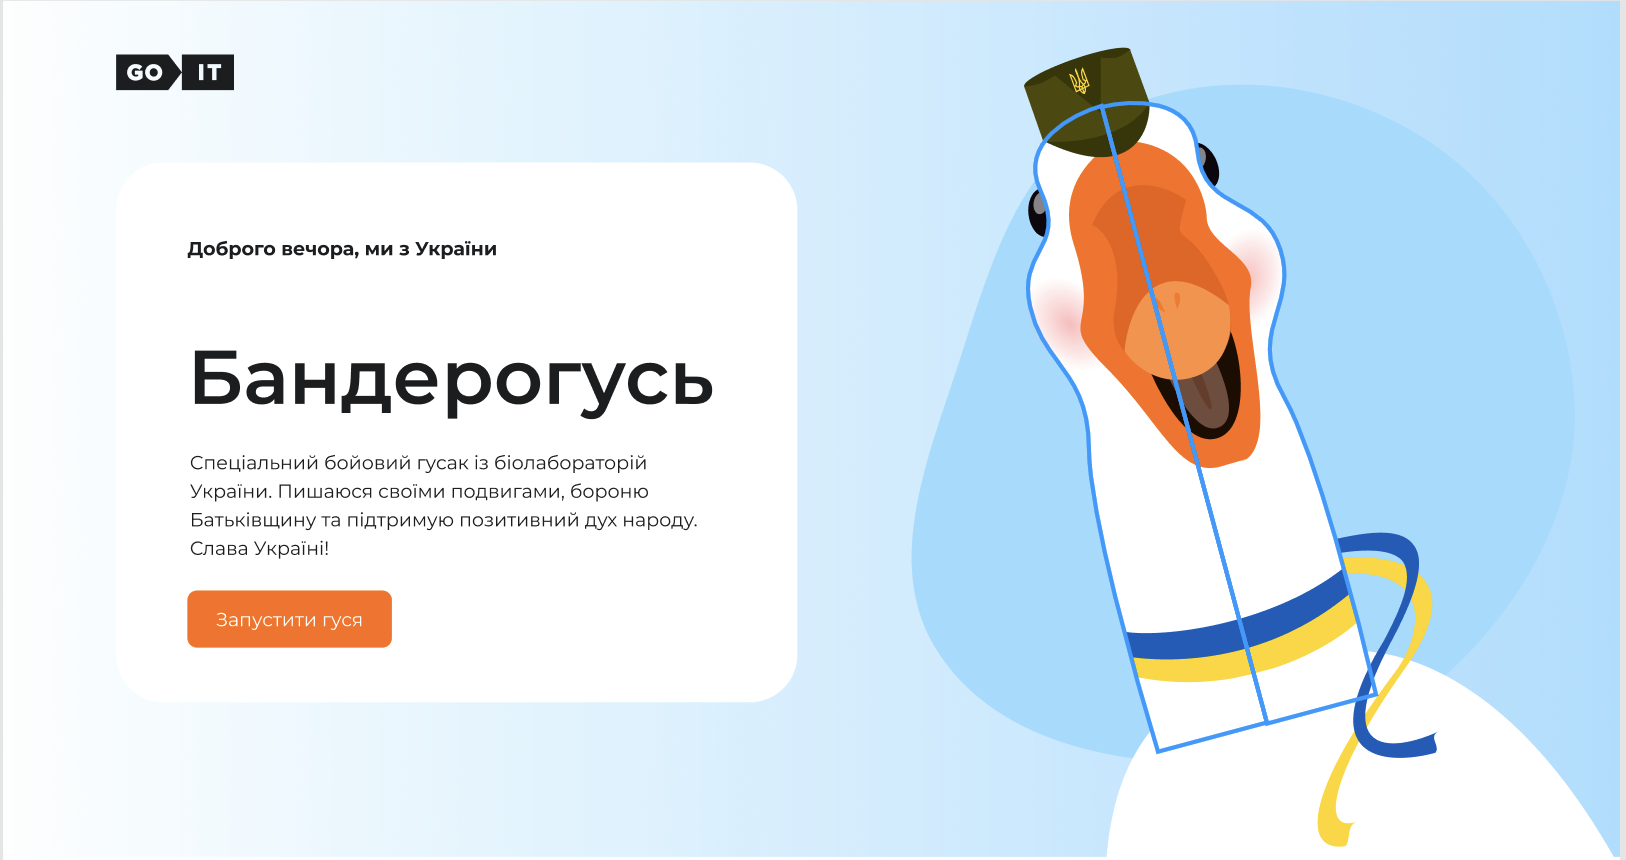 GO IT
Доброго вечора, ми з України
Бандерогусь
Спеціальний бойовий гусак із біолабораторій
України. Пишаюся своїми подвигами, бороню
Батьківщину та підтримую позитивний дух народу.
Слава Україні!
Запустити гуся